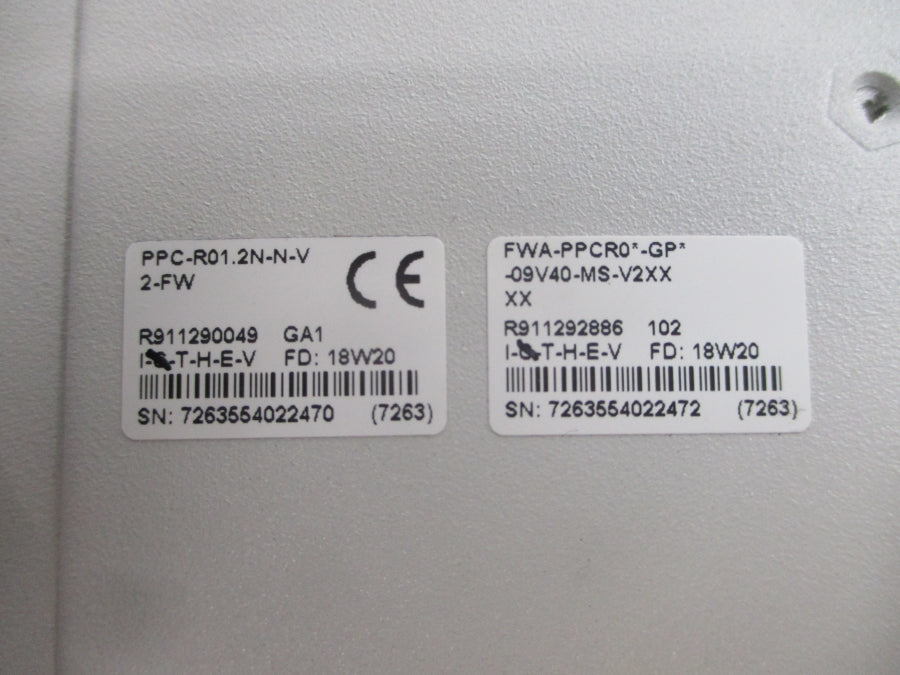 PPC-R01.2N-N-V
2-FW
CE
R911290049 GA1
I- -T-H-E-V FD: 18W20
SN: 7263554022470 (7263)
FWA-PPCR0*-GP*
-09V40-MS-V2XX
XX
R911292886 102
I- -T-H-E-V FD: 18W20
SN: 7263554022472 (7263)